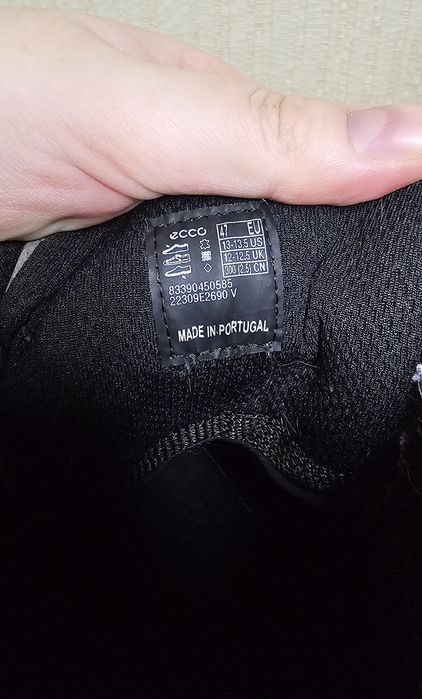 ecco
47 EU
13-13.5 US
12-12.5 UK
300 (2.5) CN
83390450585
22309E2690 V
MADE IN PORTUGAL